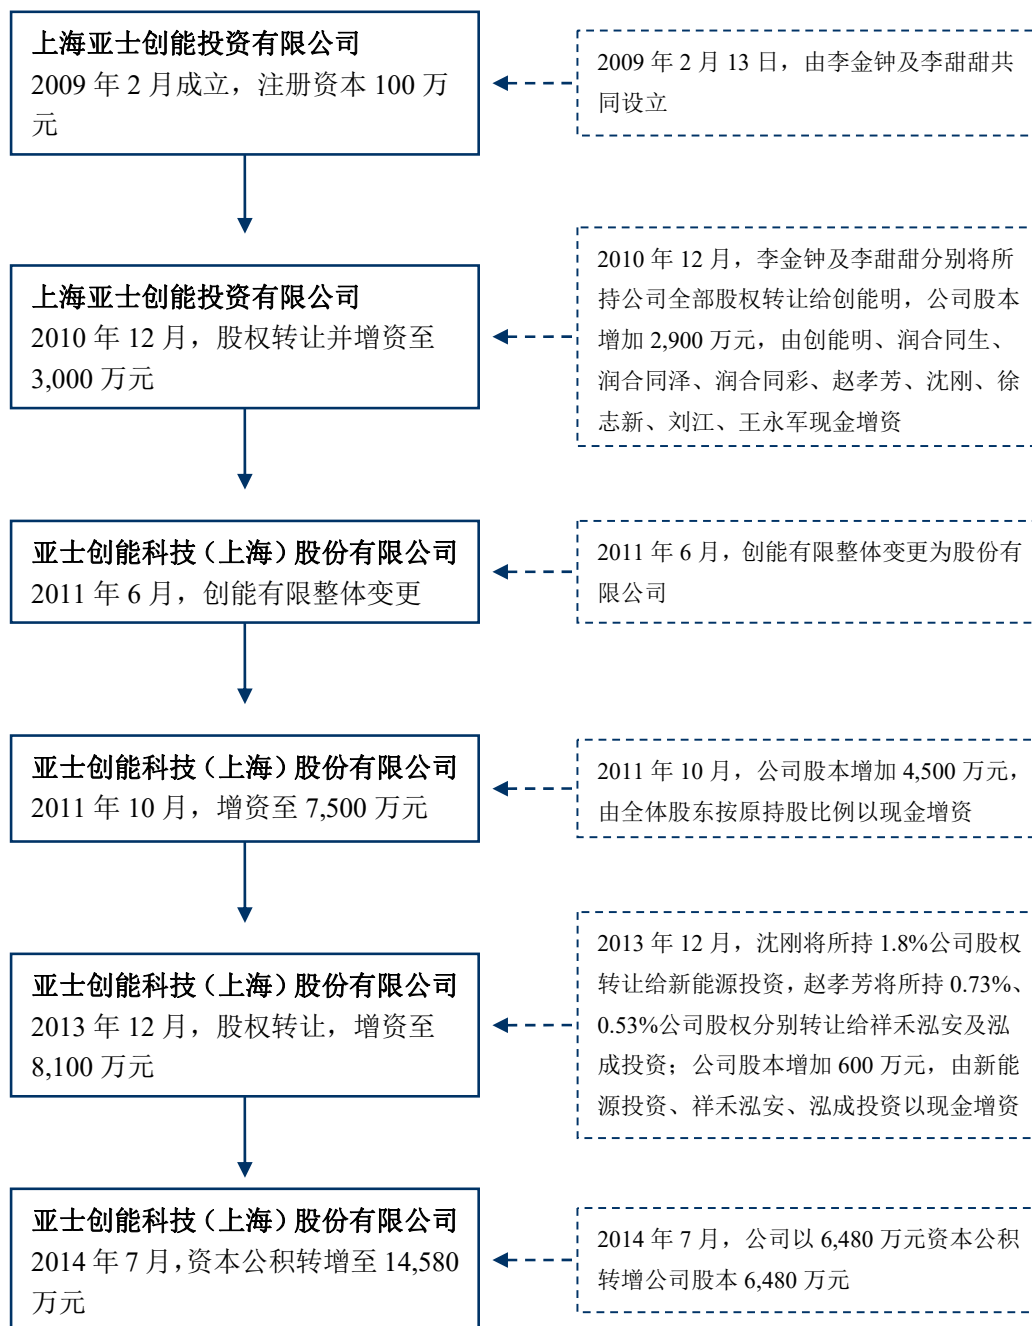 上海亚士创能投资有限公司
2009 年 2 月成立，注册资本 100 万
元
2009 年 2 月 13 日，由李金钟及李甜甜共
同设立
上海亚士创能投资有限公司
2010 年 12 月，股权转让并增资至
3,000 万元
2010 年 12 月，李金钟及李甜甜分别将所
持公司全部股权转让给创能明，公司股本
增加 2,900 万元，由创能明、润合同生、
润合同泽、润合同彩、赵孝芳、沈刚、徐
志新、刘江、王永军现金增资
亚士创能科技（上海）股份有限公司
2011 年 6 月，创能有限整体变更
2011 年 6 月，创能有限整体变更为股份有
限公司
亚士创能科技（上海）股份有限公司
2011 年 10 月，增资至 7,500 万元
2011 年 10 月，公司股本增加 4,500 万元，
由全体股东按原持股比例以现金增资
亚士创能科技（上海）股份有限公司
2013 年 12 月，股权转让，增资至
8,100 万元
2013 年 12 月，沈刚将所持 1.8%公司股权
转让给新能源投资，赵孝芳将所持 0.73%、
0.53%公司股权分别转让给祥禾泓安及泓
成投资；公司股本增加 600 万元，由新能
源投资、祥禾泓安、泓成投资以现金增资
亚士创能科技（上海）股份有限公司
2014 年 7 月，资本公积转增至 14,580
万元
2014 年 7 月，公司以 6,480 万元资本公积
转增公司股本 6,480 万元